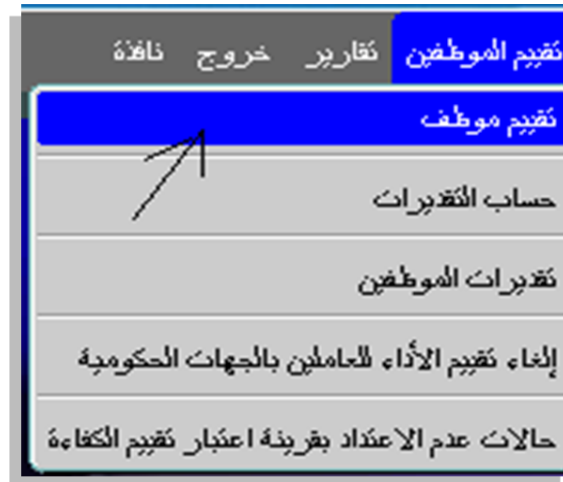 تقييم الموظفين تقارير خروج نافذة
تقييم موظف
حساب التقديرات
تقديرات الموظفين
إلغاء تقييم الأداء للعاملين بالجهات الحكومية
حالات عدم الاعتداد بقرينة اعتبار تقييم الكفاءة